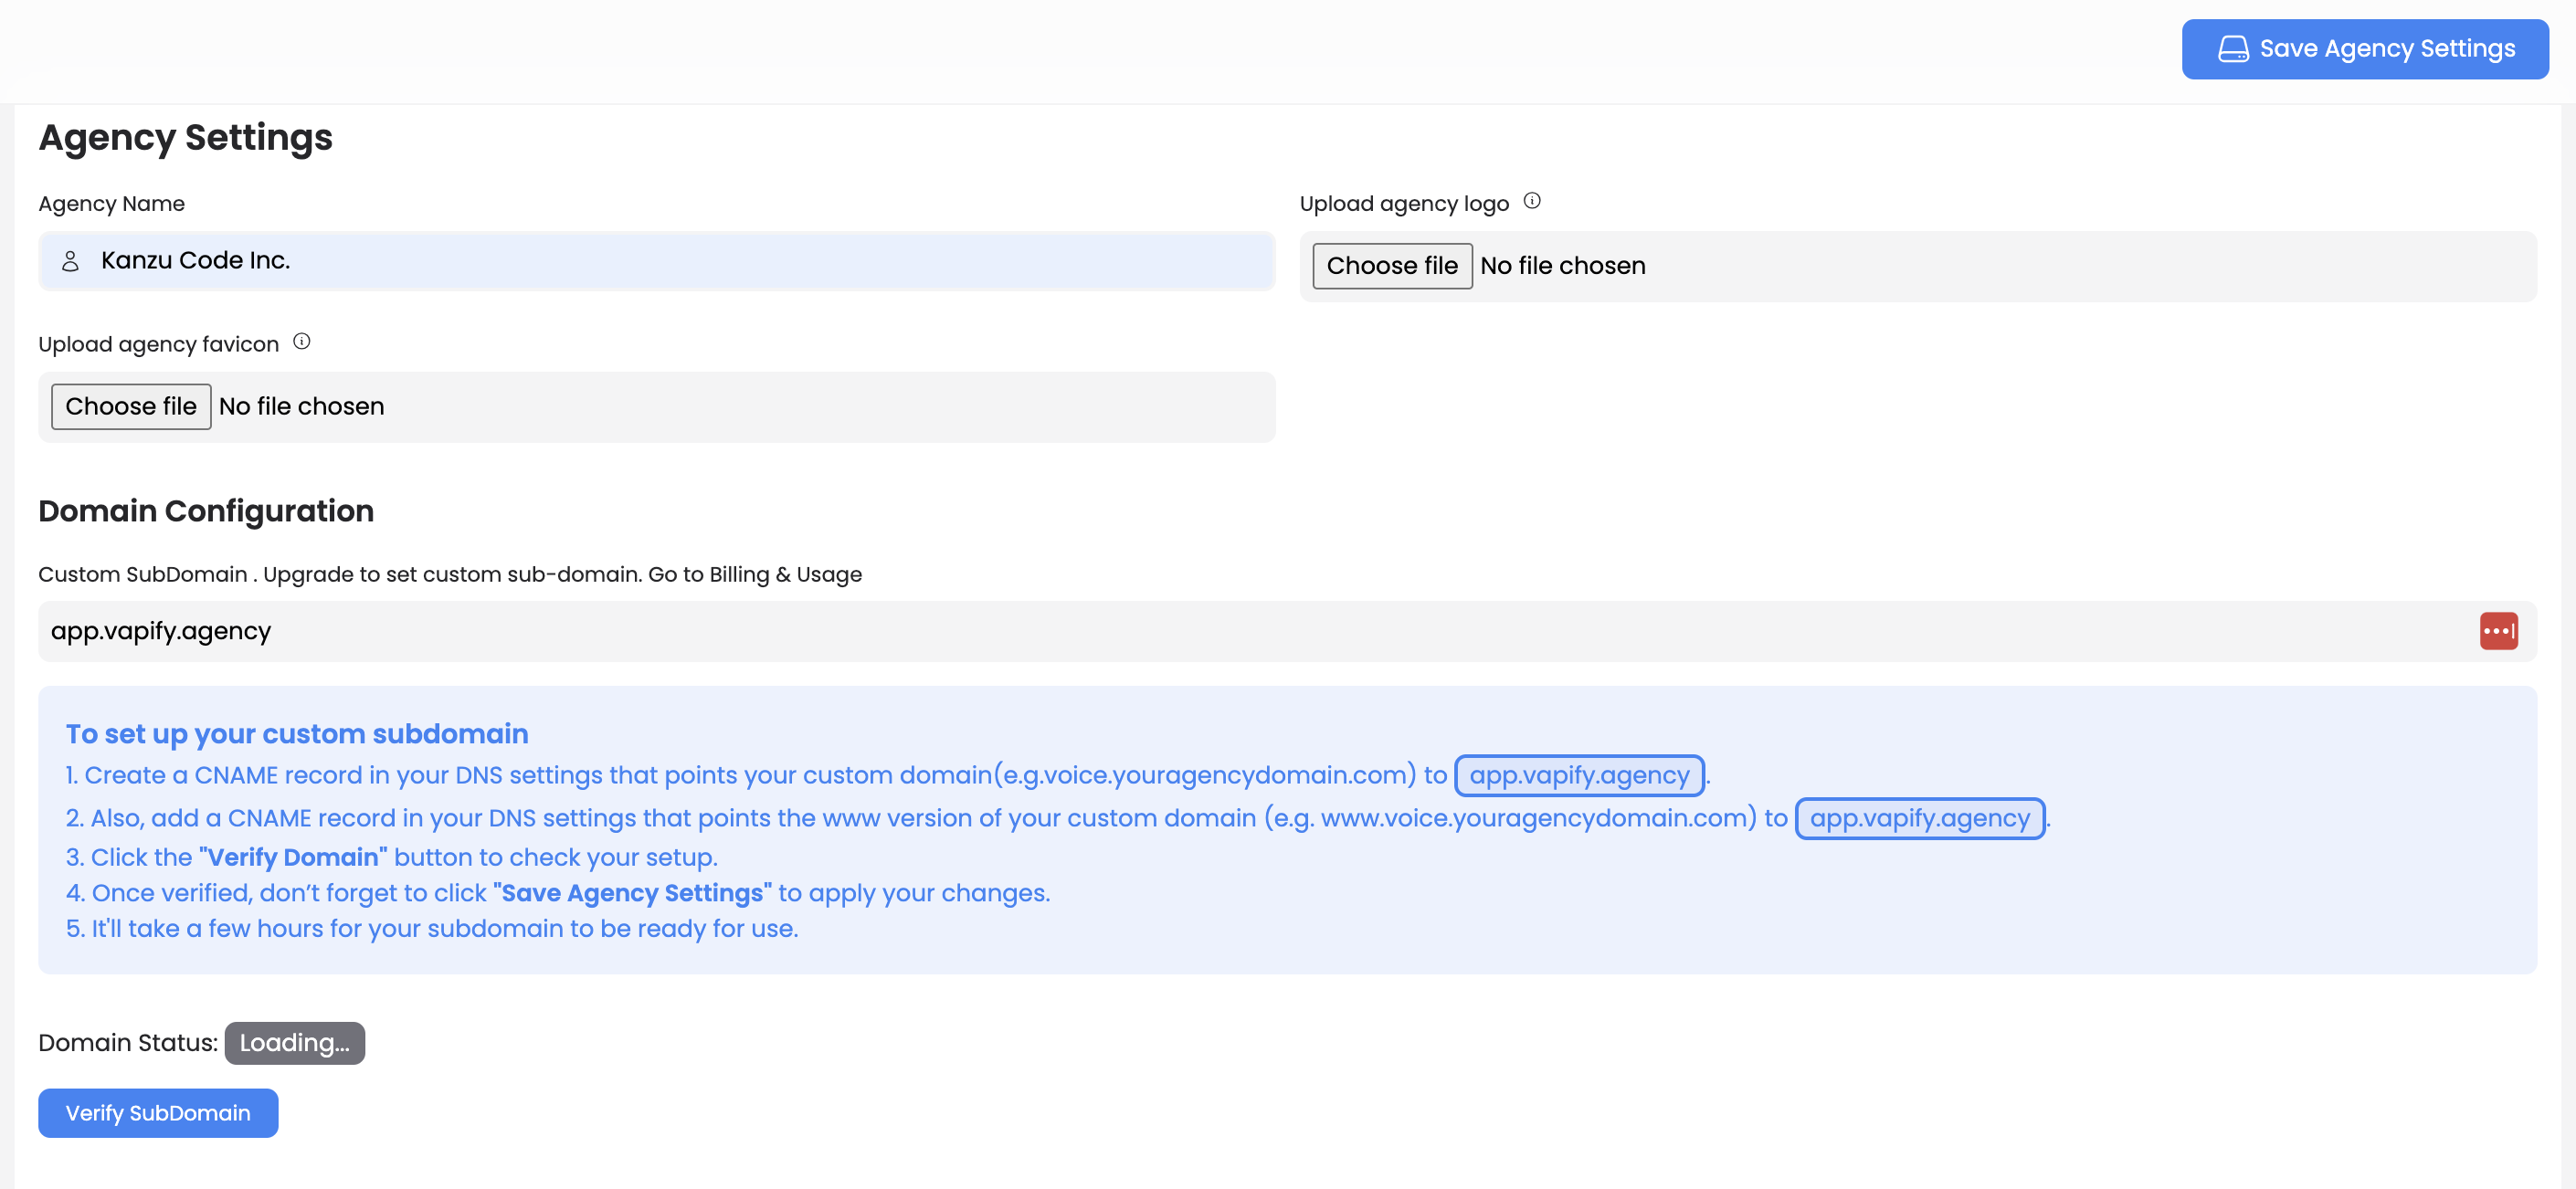 Save Agency Settings
Agency Settings
Agency Name
Kanzu Code Inc.
Upload agency logo
Choose file No file chosen
Upload agency favicon
Choose file No file chosen
Domain Configuration
Custom SubDomain . Upgrade to set custom sub-domain. Go to Billing & Usage
app.vapify.agency
To set up your custom subdomain
1. Create a CNAME record in your DNS settings that points your custom domain(e.g.voice.youragencydomain.com) to app.vapify.agency.
2. Also, add a CNAME record in your DNS settings that points the www version of your custom domain (e.g. www.voice.youragencydomain.com) to app.vapify.agency.
3. Click the "Verify Domain" button to check your setup.
4. Once verified, don’t forget to click "Save Agency Settings" to apply your changes.
5. It'll take a few hours for your subdomain to be ready for use.
Domain Status: Loading...
Verify SubDomain